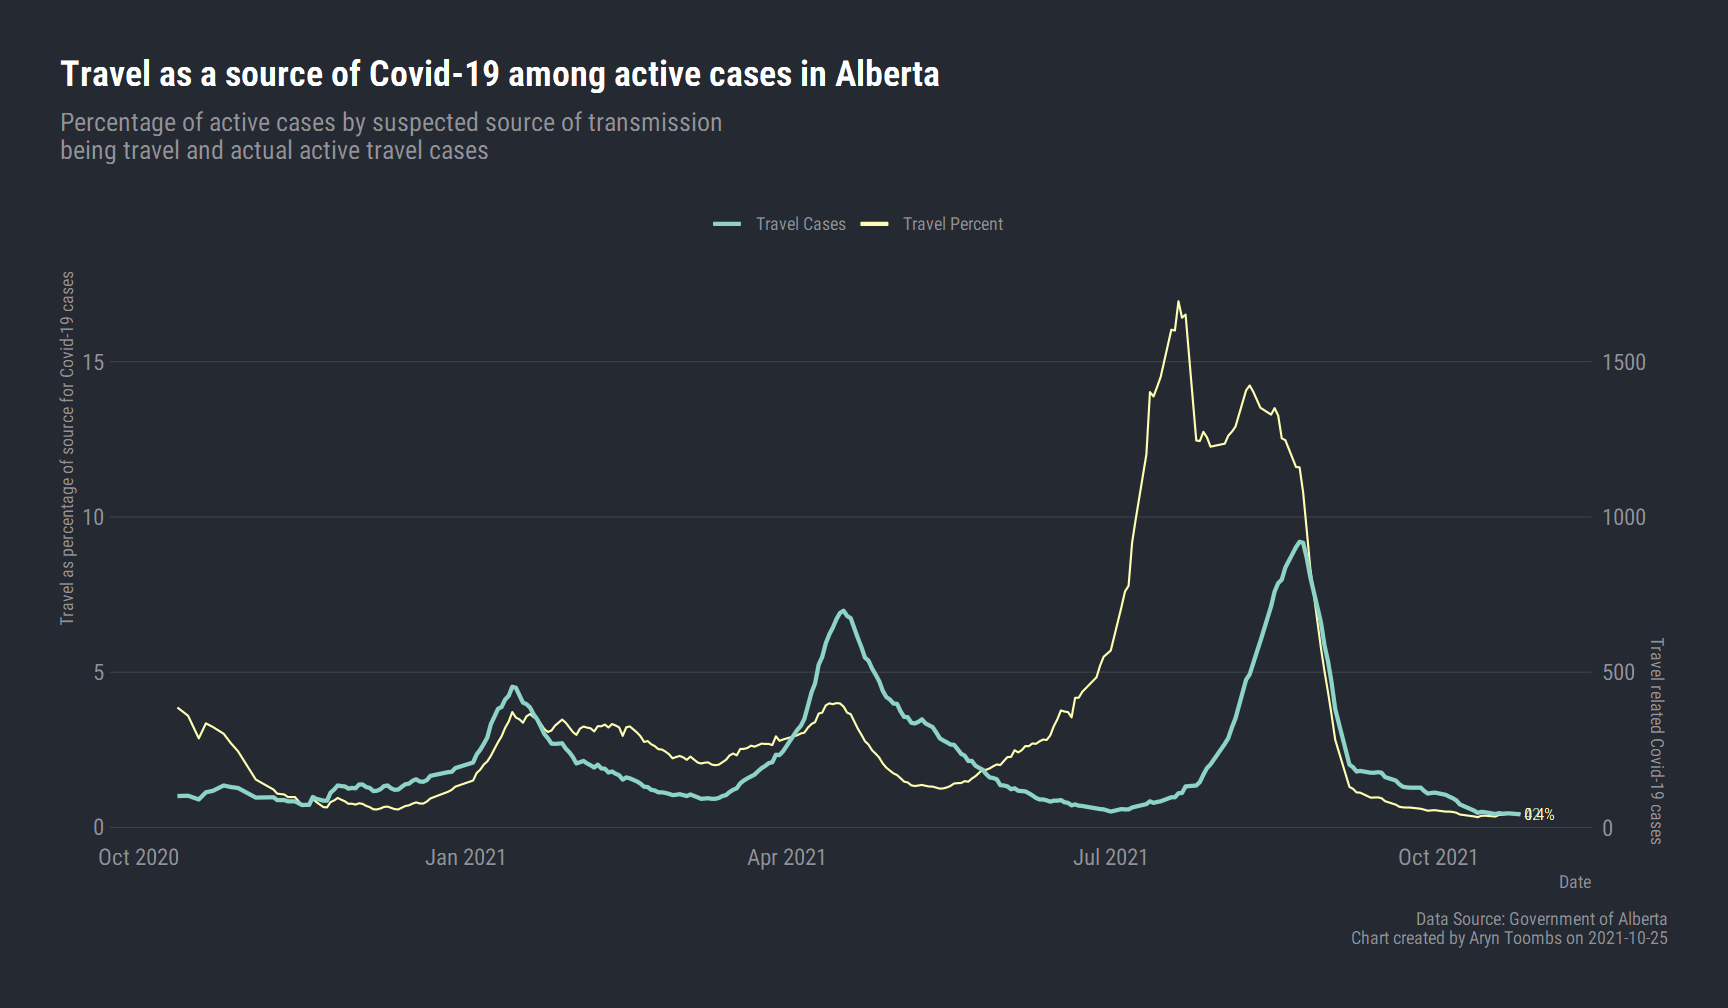 Travel as a source of Covid-19 among active cases in Alberta
Percentage of active cases by suspected source of transmission
being travel and actual active travel cases
Travel Cases
Travel Percent
Travel as percentage of source for Covid-19 cases
15
10
5
0
1500
1000
500
0
Travel related Covid-19 cases
Oct 2020
Jan 2021
Apr 2021
Jul 2021
Oct 2021
Date
Data Source: Government of Alberta
Chart created by Aryn Toombs on 2021-10-25